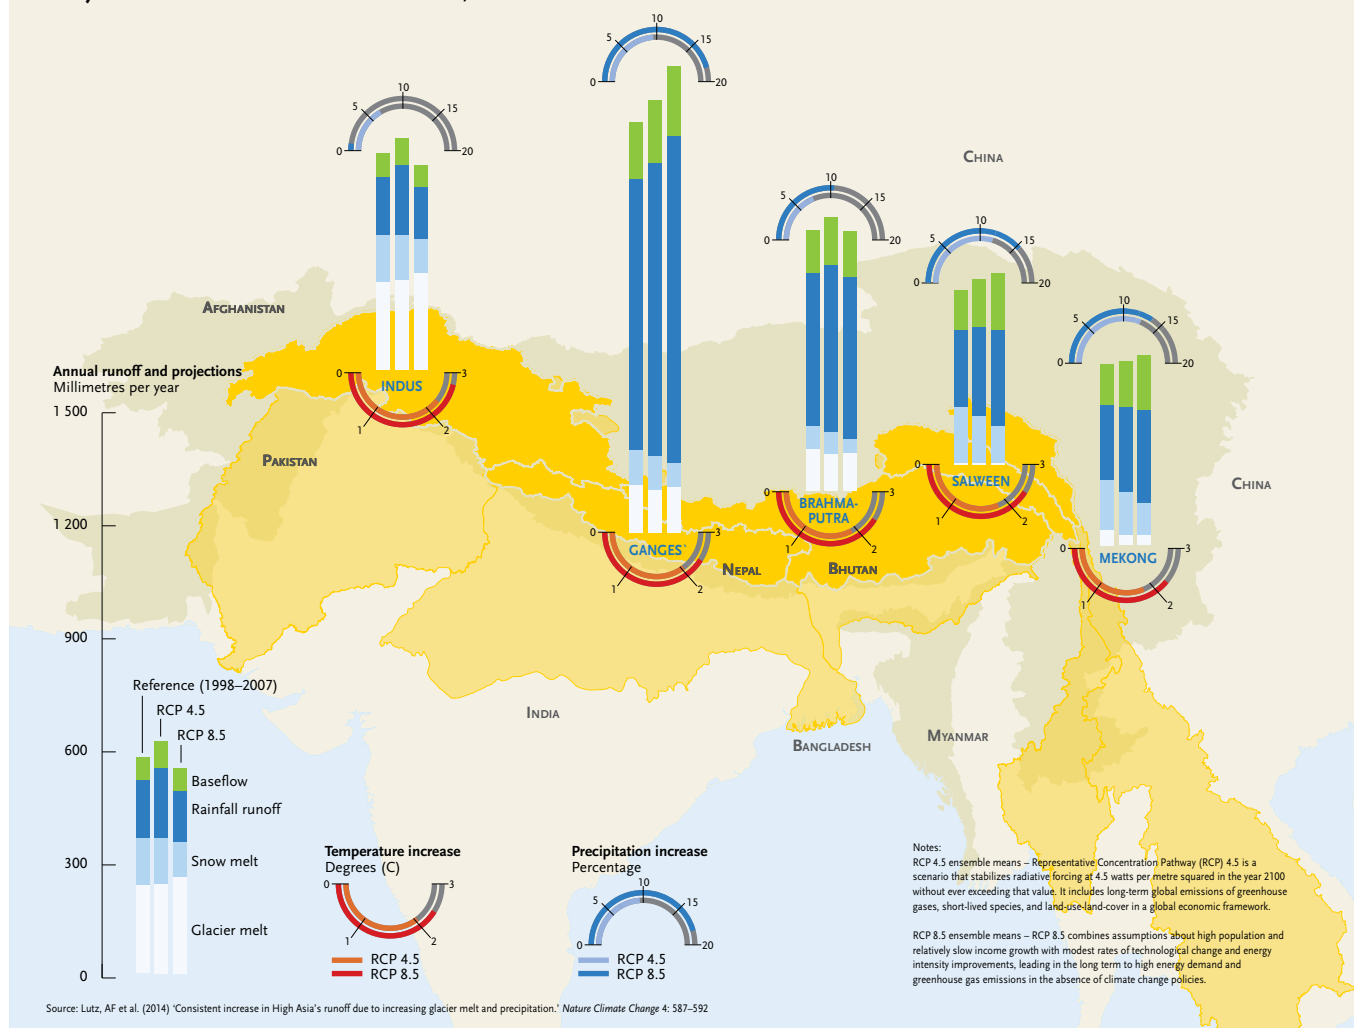 10
5
15
0
20
10
5
15
0
20
CHINA
10
5
15
0
20
10
5
15
0
20
AFGHANISTAN
10
5
15
0
20
Annual runoff and projections
Millimetres per year
0
3
INDUS
1
2
1 500
PAKISTAN
0
3
SALWEEN
1
2
CHINA
0
3
BRAHMA-
PUTRA
1
2
1 200
0
3
GANGES
1
2
NEPAL
BHUTAN
0
3
MEKONG
1
2
900
Reference (1998–2007)
RCP 4.5
RCP 8.5
INDIA
BANGLADESH
MYANMAR
600
Baseflow
Rainfall runoff
300
Snow melt
Glacier melt
0
Temperature increase
Degrees (C)
0
3
1
2
RCP 4.5
RCP 8.5
Precipitation increase
Percentage
10
5
15
0
20
RCP 4.5
RCP 8.5
Notes:
RCP 4.5 ensemble means – Representative Concentration Pathway (RCP) 4.5 is a
scenario that stabilizes radiative forcing at 4.5 watts per metre squared in the year 2100
without ever exceeding that value. It includes long-term global emissions of greenhouse
gases, short-lived species, and land-use-land-cover in a global economic framework.
RCP 8.5 ensemble means – RCP 8.5 combines assumptions about high population and
relatively slow income growth with modest rates of technological change and energy
intensity improvements, leading in the long term to high energy demand and
greenhouse gas emissions in the absence of climate change policies.
Source: Lutz, AF et al. (2014) ‘Consistent increase in High Asia’s runoff due to increasing glacier melt and precipitation.’ Nature Climate Change 4: 587–592